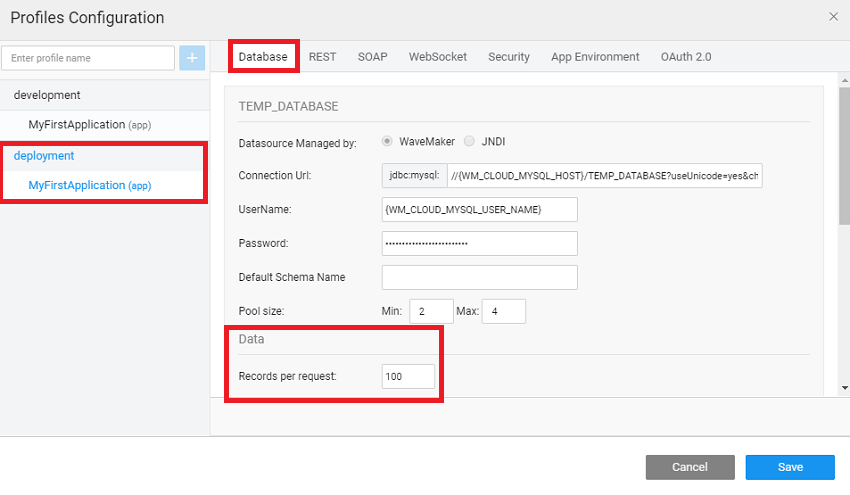 Profiles Configuration
Enter profile name
development
MyFirstApplication (app)
deployment
MyFirstApplication (app)
Database REST SOAP WebSocket Security App Environment OAuth 2.0
TEMP_DATABASE
Datasource Managed by: WaveMaker JNDI
Connection Url: jdbc:mysql: //{WM_CLOUD_MYSQL_HOST}/TEMP_DATABASE?useUnicode=yes&ch
UserName: {WM_CLOUD_MYSQL_USER_NAME}
Password: ••••••••••••••••••••••••
Default Schema Name
Pool size: Min: 2 Max: 4
Data
Records per request: 100
Cancel Save